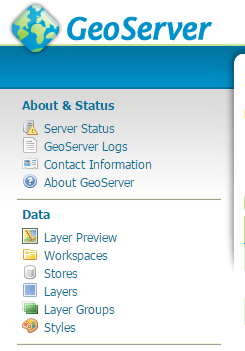 GeoServer
About & Status
Server Status
GeoServer Logs
Contact Information
About GeoServer
Data
Layer Preview
Workspaces
Stores
Layers
Layer Groups
Styles